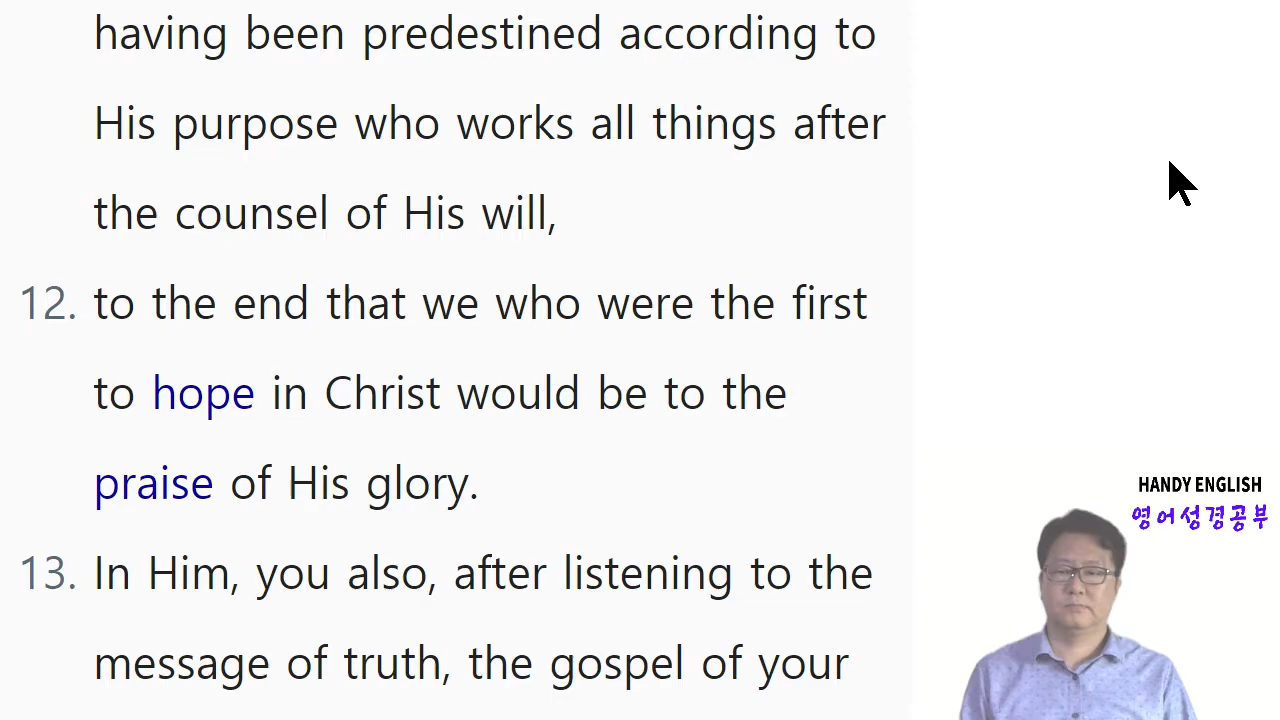 having been predestined according to
His purpose who works all things after
the counsel of His will,
12. to the end that we who were the first
to hope in Christ would be to the
praise of His glory.
13. In Him, you also, after listening to the
message of truth, the gospel of your
HANDY ENGLISH
영어성경공부